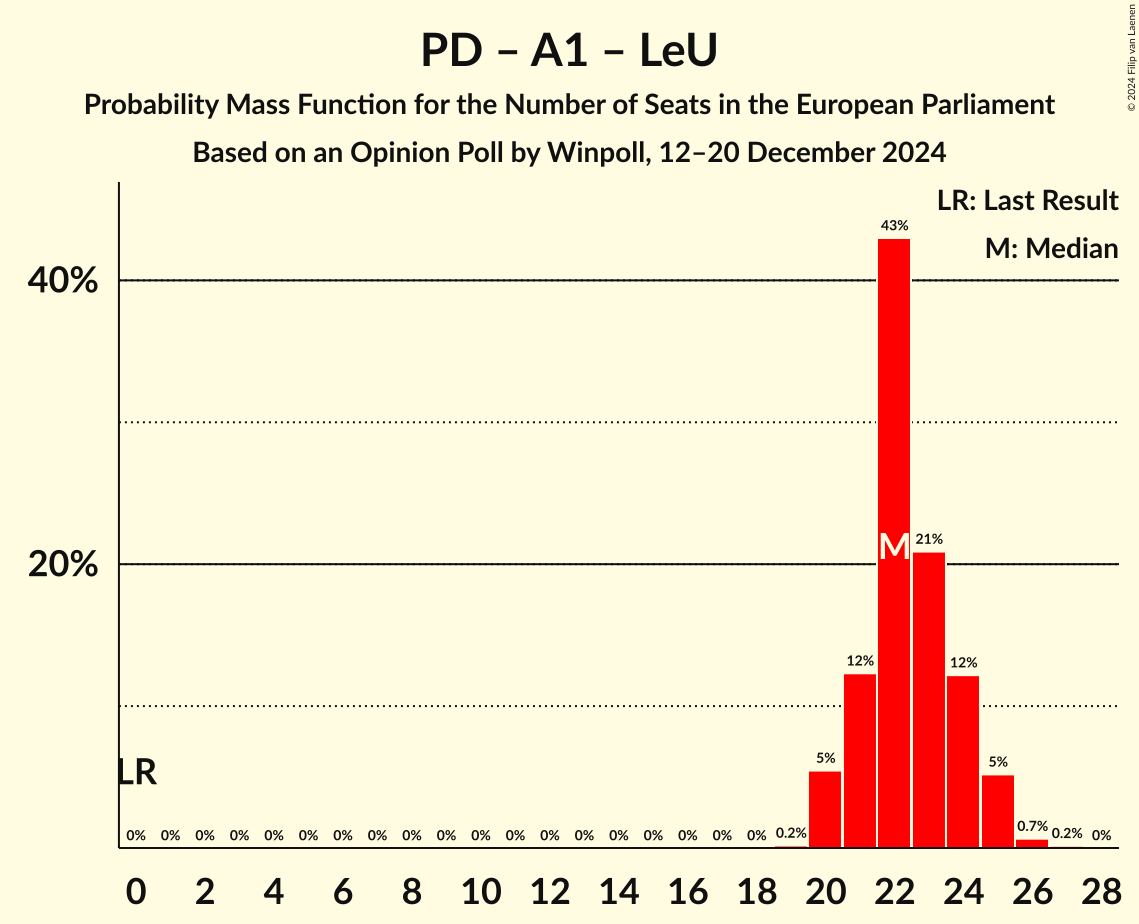 PD – A1 – LeU
Probability Mass Function for the Number of Seats in the European Parliament
Based on an Opinion Poll by Winpoll, 12–20 December 2024
© 2024 Filip van Laenen
LR: Last Result
M: Median
43%
40%
M
21%
20%
12%
12%
LR
5%
5%
0% 0% 0% 0% 0% 0% 0% 0% 0% 0% 0% 0% 0% 0% 0% 0% 0% 0% 0% 0.2% 0.7% 0.2% 0%
0 2 4 6 8 10 12 14 16 18 20 22 24 26 28